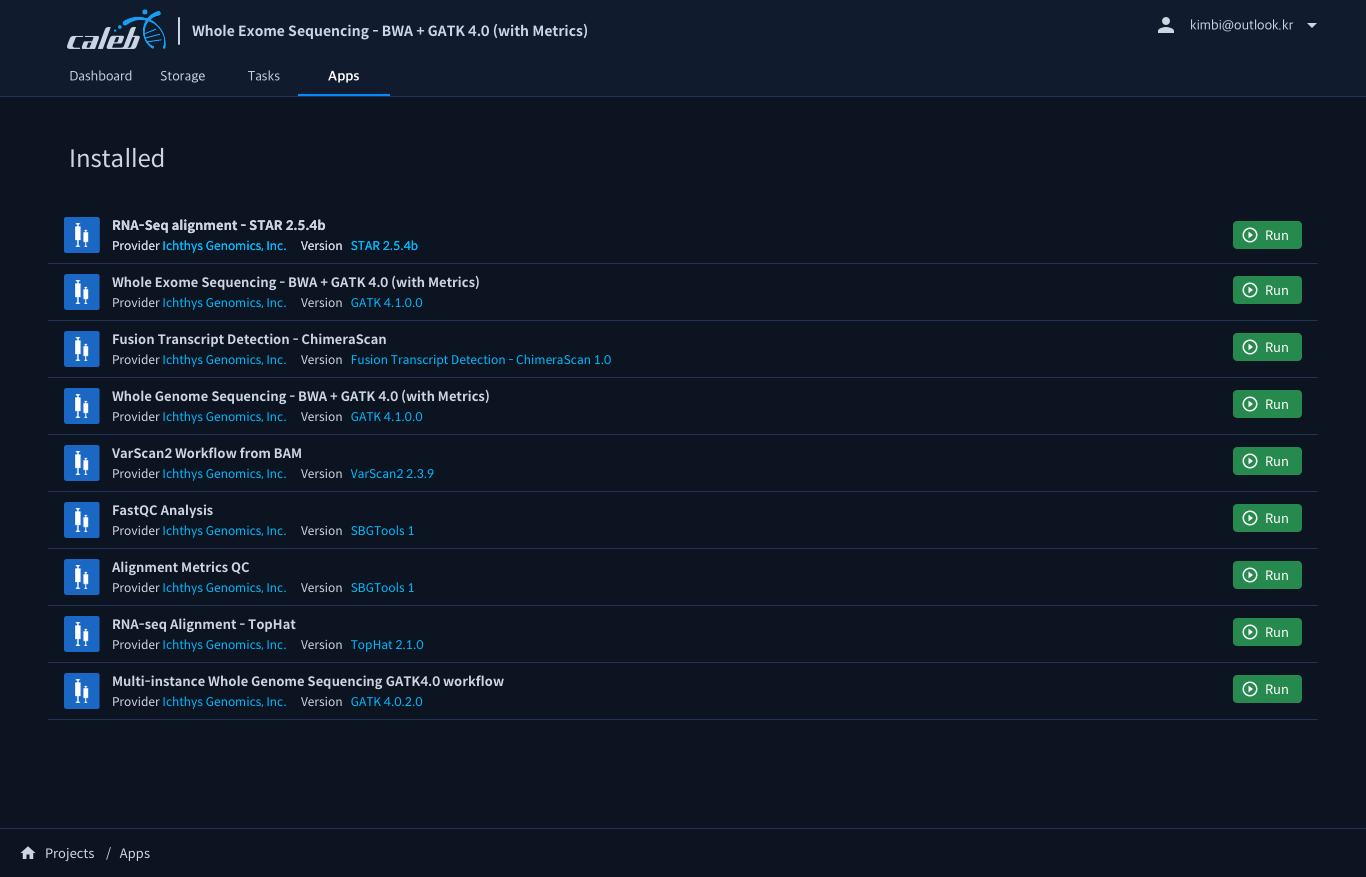 caleb
Whole Exome Sequencing - BWA + GATK 4.0 (with Metrics)
kimbi@outlook.kr
Dashboard Storage Tasks Apps
Installed
RNA-Seq alignment - STAR 2.5.4b
Provider Ichthys Genomics, Inc. Version STAR 2.5.4b
Run
Whole Exome Sequencing - BWA + GATK 4.0 (with Metrics)
Provider Ichthys Genomics, Inc. Version GATK 4.1.0.0
Run
Fusion Transcript Detection - ChimeraScan
Provider Ichthys Genomics, Inc. Version Fusion Transcript Detection - ChimeraScan 1.0
Run
Whole Genome Sequencing - BWA + GATK 4.0 (with Metrics)
Provider Ichthys Genomics, Inc. Version GATK 4.1.0.0
Run
VarScan2 Workflow from BAM
Provider Ichthys Genomics, Inc. Version VarScan2 2.3.9
Run
FastQC Analysis
Provider Ichthys Genomics, Inc. Version SBGTools 1
Run
Alignment Metrics QC
Provider Ichthys Genomics, Inc. Version SBGTools 1
Run
RNA-seq Alignment - TopHat
Provider Ichthys Genomics, Inc. Version TopHat 2.1.0
Run
Multi-instance Whole Genome Sequencing GATK4.0 workflow
Provider Ichthys Genomics, Inc. Version GATK 4.0.2.0
Run
Projects / Apps